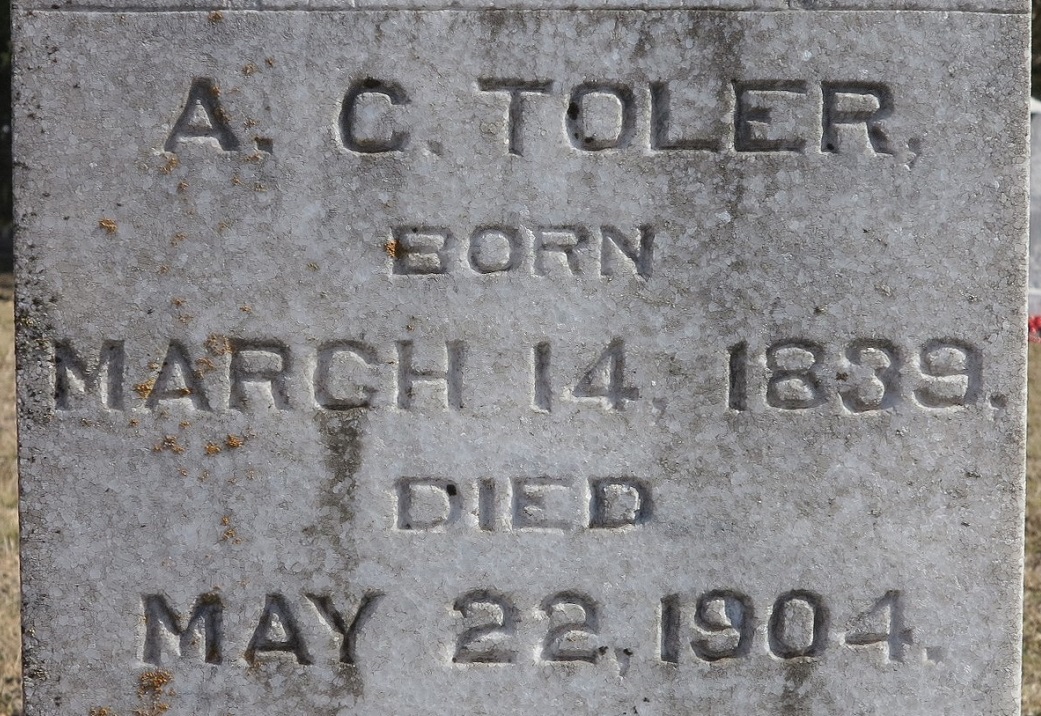 A. C. TOLER,
BORN
MARCH 14, 1839.
DIED
MAY 22, 1904.